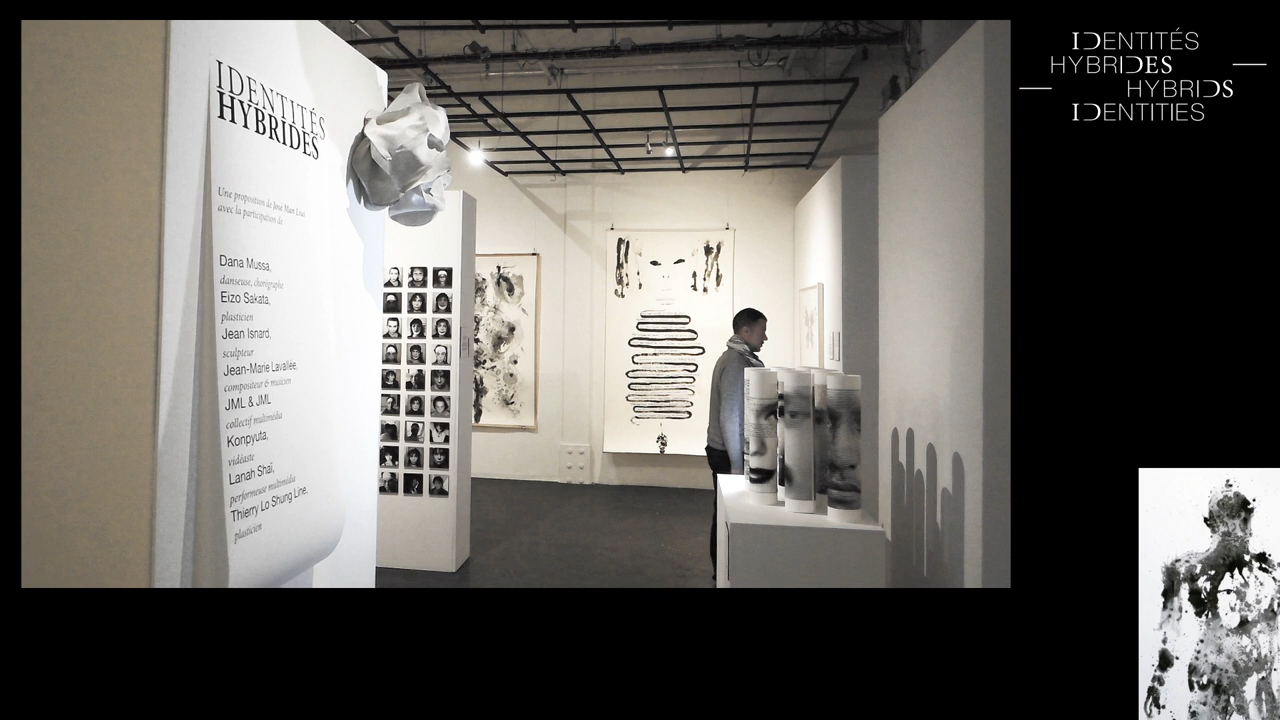 IDENTITÉS
HYBRIDES
Une proposition de José Man Lius
avec la participation de
Dana Mussa,
danseuse, chorégraphe
Eizo Sakata,
plasticien
Jean Isnard,
sculpteur
Jean-Marie Lavallée,
compositeur & musicien
JML & JML
collectif multimédia
Konpyuta,
vidéaste
Lanah Shaï,
performeuse multimédia
Thierry Lo Shung Line,
plasticien
IDENTITÉS
HYBRIDES
HYBRIDS
IDENTITIES